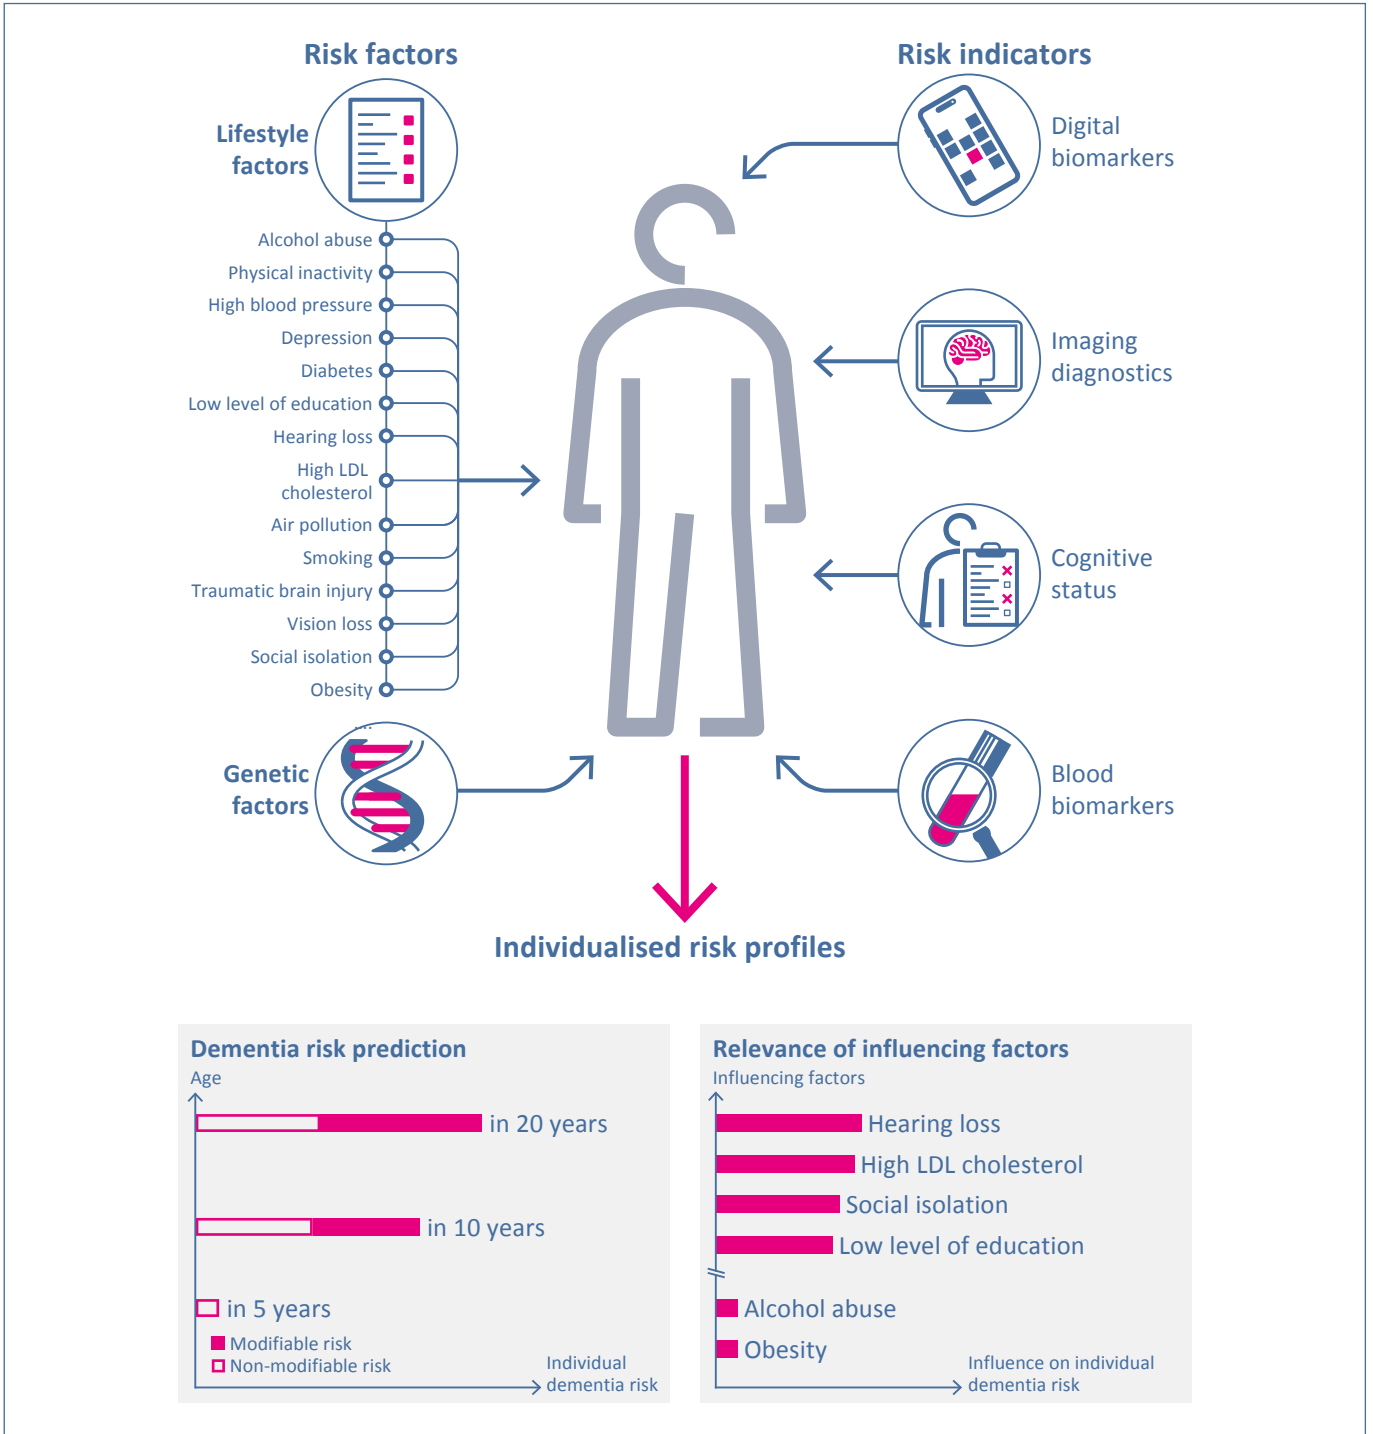 Risk factors
Lifestyle
factors
Alcohol abuse
Physical inactivity
High blood pressure
Depression
Diabetes
Low level of education
Hearing loss
High LDL
cholesterol
Air pollution
Smoking
Traumatic brain injury
Vision loss
Social isolation
Obesity
Genetic
factors
Risk indicators
Digital
biomarkers
Imaging
diagnostics
Cognitive
status
Blood
biomarkers
Individualised risk profiles
Dementia risk prediction
Age
in 20 years
in 10 years
in 5 years
Modifiable risk
Non-modifiable risk
Individual
dementia risk
Relevance of influencing factors
Influencing factors
Hearing loss
High LDL cholesterol
Social isolation
Low level of education
Alcohol abuse
Obesity
Influence on individual
dementia risk